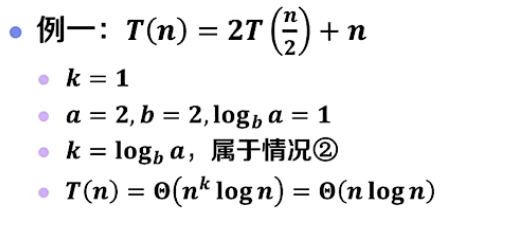 例一：T(n) = 2T(n/2) + n
k = 1
a = 2, b = 2, log_b a = 1
k = log_b a，属于情况②
T(n) = Θ(n^k log n) = Θ(n log n)